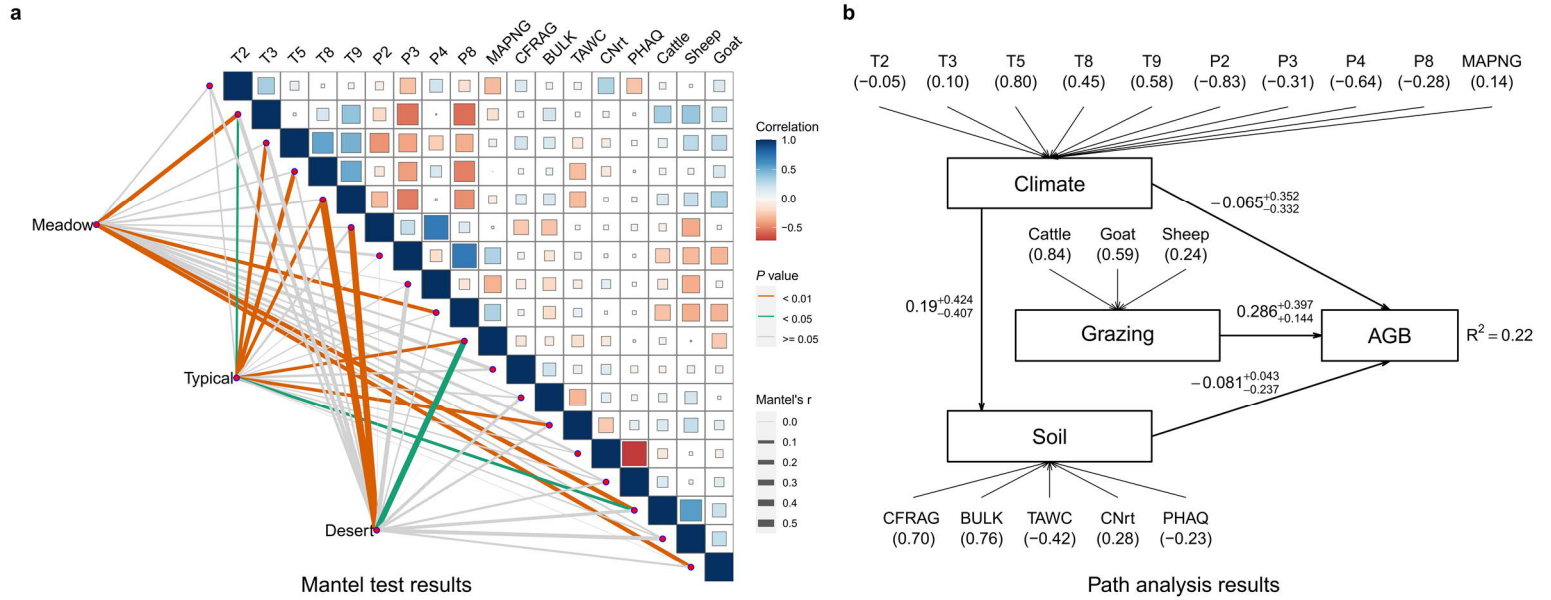 a
T2 T3 T5 T8 T9 P2 P3 P4 P8 MAPNG CFRAG BULK TAWC CNrt PHAQ Cattle Sheep Goat
Meadow
Typical
Desert
Correlation
1.0
0.5
0.0
−0.5
P value
< 0.01
< 0.05
>= 0.05
Mantel's r
0.0
0.1
0.2
0.3
0.4
0.5
Mantel test results
b
T2 T3 T5 T8 T9 P2 P3 P4 P8 MAPNG
(−0.05) (0.10) (0.80) (0.45) (0.58) (−0.83) (−0.31) (−0.64) (−0.28) (0.14)
Climate
−0.065 +0.352 −0.332
Cattle Goat Sheep
(0.84) (0.59) (0.24)
0.19 +0.424 −0.407
0.286 +0.397 +0.144
Grazing
AGB
R² = 0.22
−0.081 +0.043 −0.237
Soil
CFRAG BULK TAWC CNrt PHAQ
(0.70) (0.76) (−0.42) (0.28) (−0.23)
Path analysis results